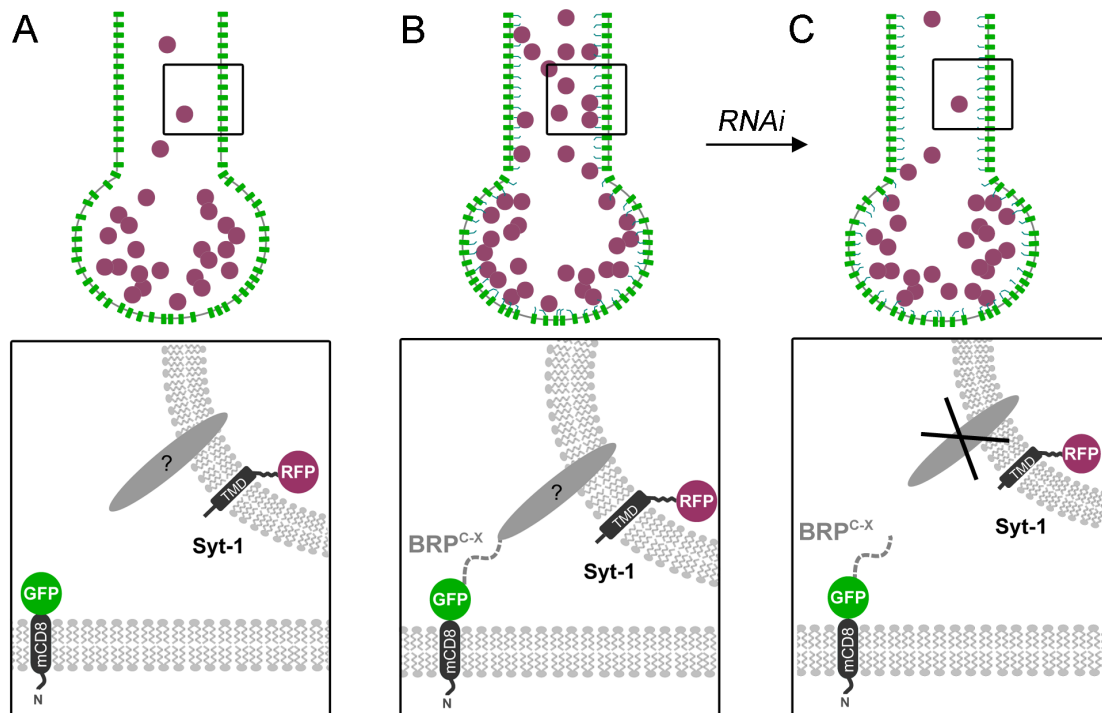 A
B
C
RNAi
?
TMD
RFP
Syt-1
GFP
mCD8
N
?
TMD
RFP
BRP^C-X
Syt-1
GFP
mCD8
N
TMD
RFP
BRP^C-X
Syt-1
GFP
mCD8
N